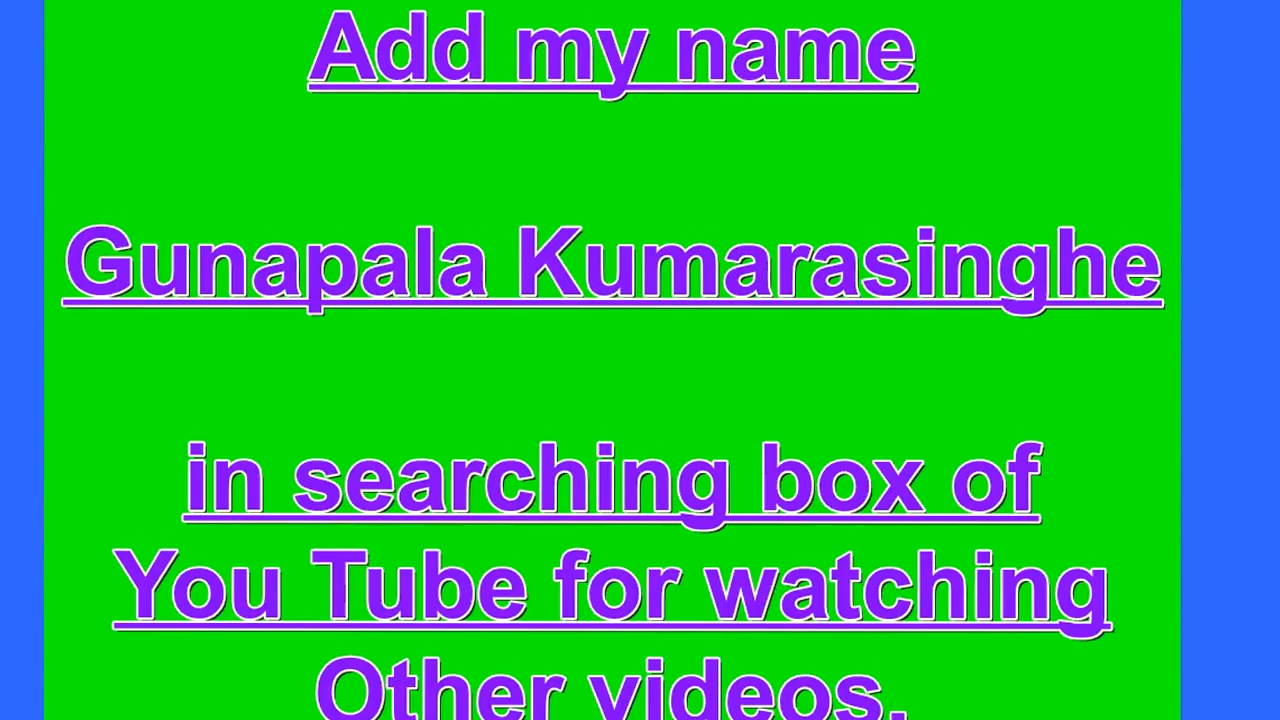 Add my name
Gunapala Kumarasinghe
in searching box of
You Tube for watching
Other videos.